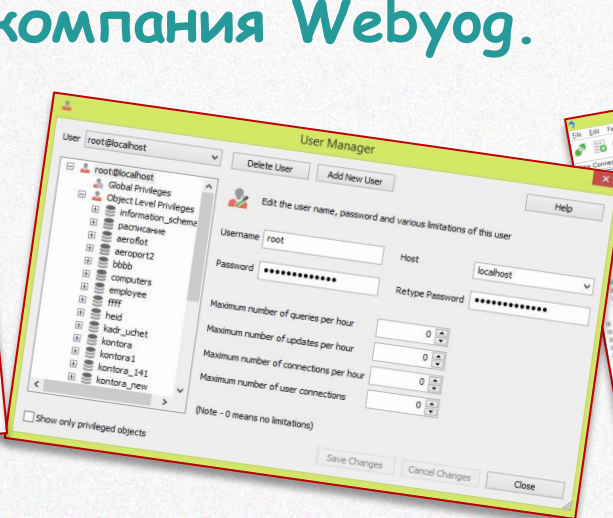 компания Webyog.
User Manager
User root@localhost
Delete User Add New User
Help
root@localhost
Global Privileges
Object Level Privileges
information_schema
расписание
aeroflot
aeroport2
bbbb
computers
employee
ffff
heid
kadr_uchet
kontora
kontora1
kontora_141
kontora_new
Show only privileged objects
Edit the user name, password and various limitations of this user
Username root
Host localhost
Password
Retype Password
Maximum number of queries per hour 0
Maximum number of updates per hour 0
Maximum number of connections per hour 0
Maximum number of user connections 0
(Note - 0 means no limitations)
Save Changes Cancel Changes Close
File Edit